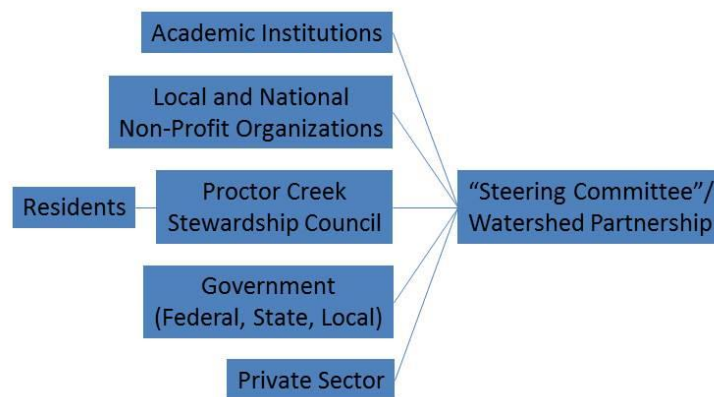 Academic Institutions
Local and National
Non-Profit Organizations
Residents
Proctor Creek
Stewardship Council
“Steering Committee”/
Watershed Partnership
Government
(Federal, State, Local)
Private Sector